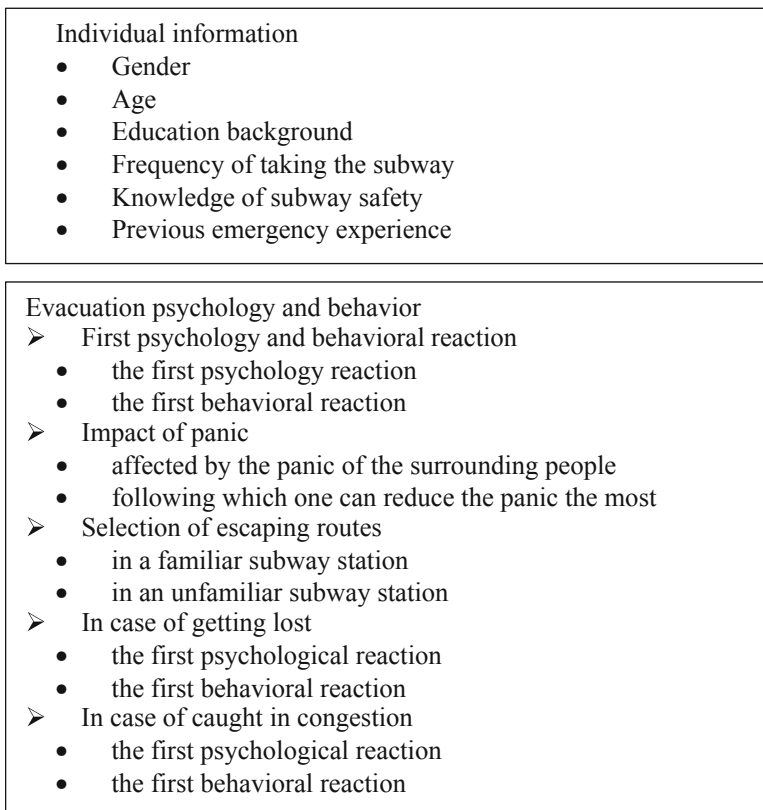 Individual information
• Gender
• Age
• Education background
• Frequency of taking the subway
• Knowledge of subway safety
• Previous emergency experience
Evacuation psychology and behavior
➢ First psychology and behavioral reaction
• the first psychology reaction
• the first behavioral reaction
➢ Impact of panic
• affected by the panic of the surrounding people
• following which one can reduce the panic the most
➢ Selection of escaping routes
• in a familiar subway station
• in an unfamiliar subway station
➢ In case of getting lost
• the first psychological reaction
• the first behavioral reaction
➢ In case of caught in congestion
• the first psychological reaction
• the first behavioral reaction